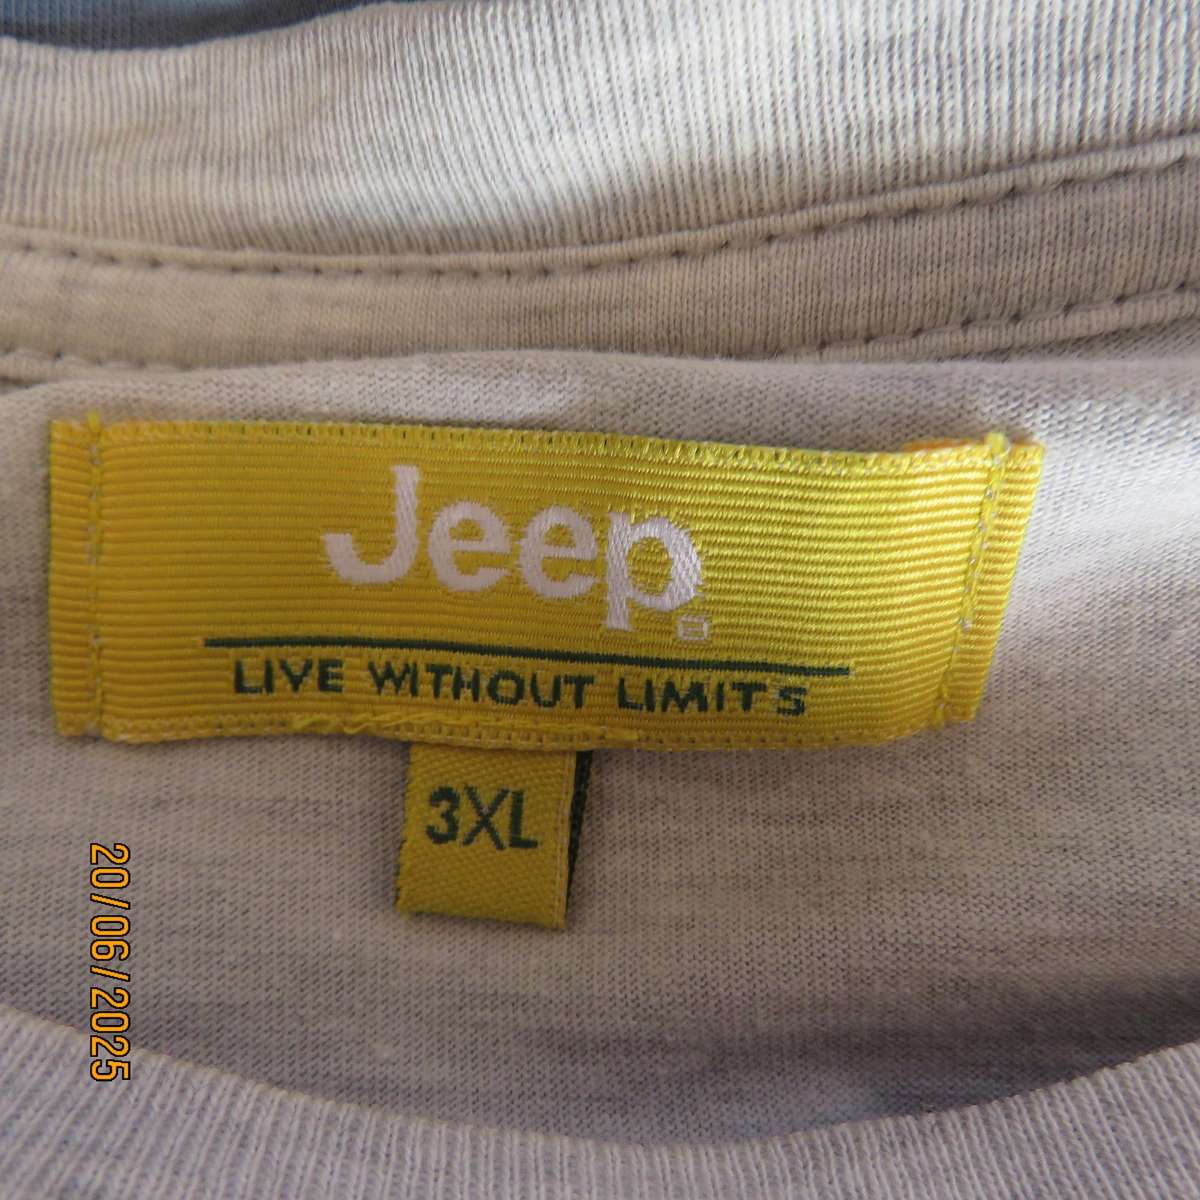 Jeep®
LIVE WITHOUT LIMITS
3XL
20/06/2025